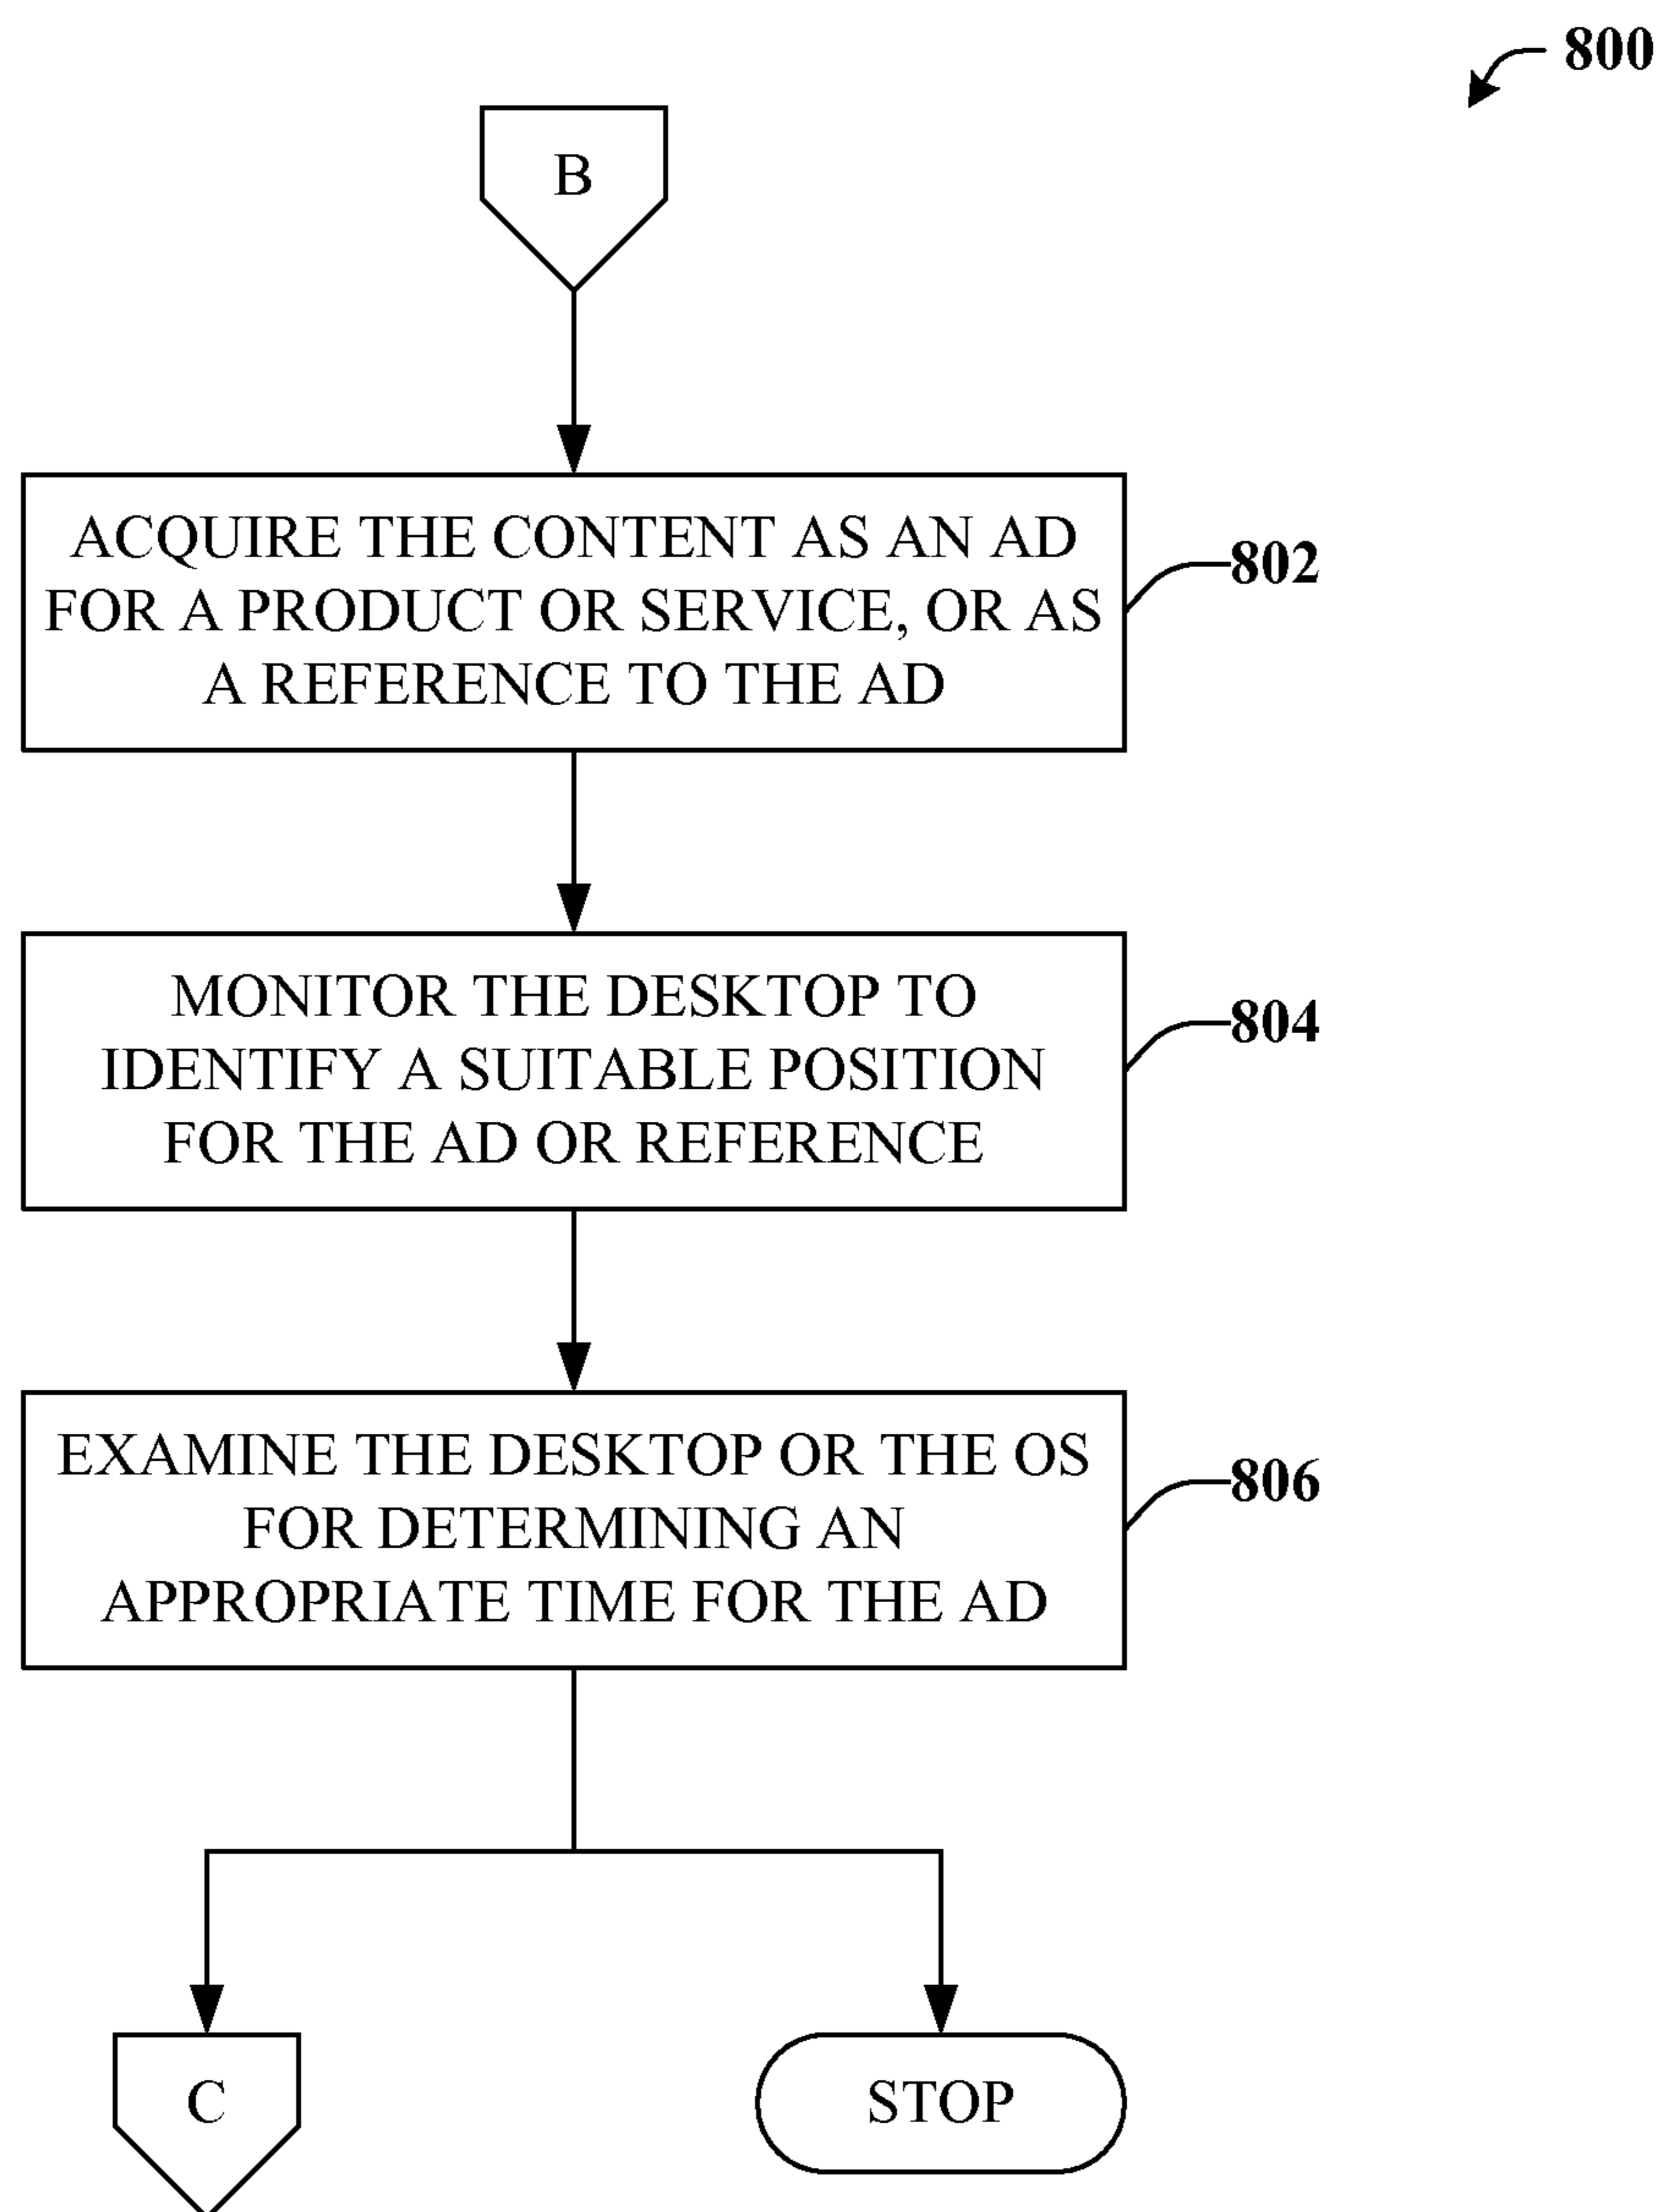 800
B
ACQUIRE THE CONTENT AS AN AD
FOR A PRODUCT OR SERVICE, OR AS
A REFERENCE TO THE AD
802
MONITOR THE DESKTOP TO
IDENTIFY A SUITABLE POSITION
FOR THE AD OR REFERENCE
804
EXAMINE THE DESKTOP OR THE OS
FOR DETERMINING AN
APPROPRIATE TIME FOR THE AD
806
C
STOP